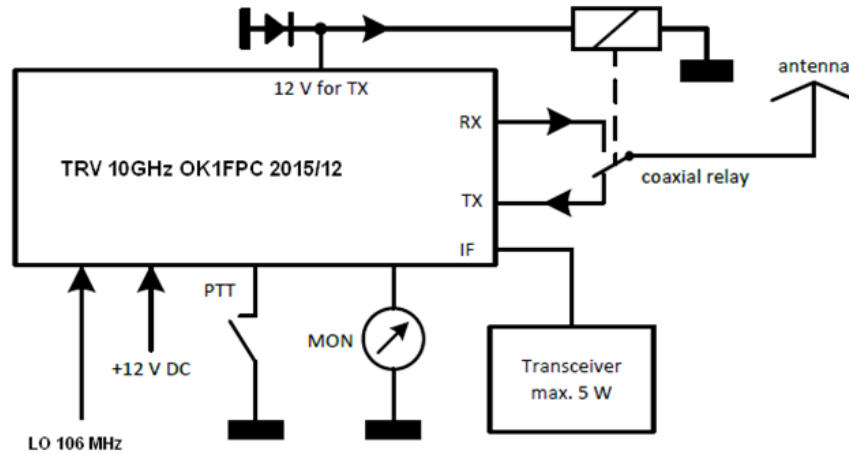 12 V for TX
antenna
RX
TRV 10GHz OK1FPC 2015/12
coaxial relay
TX
IF
PTT
MON
+12 V DC
Transceiver
max. 5 W
LO 106 MHz